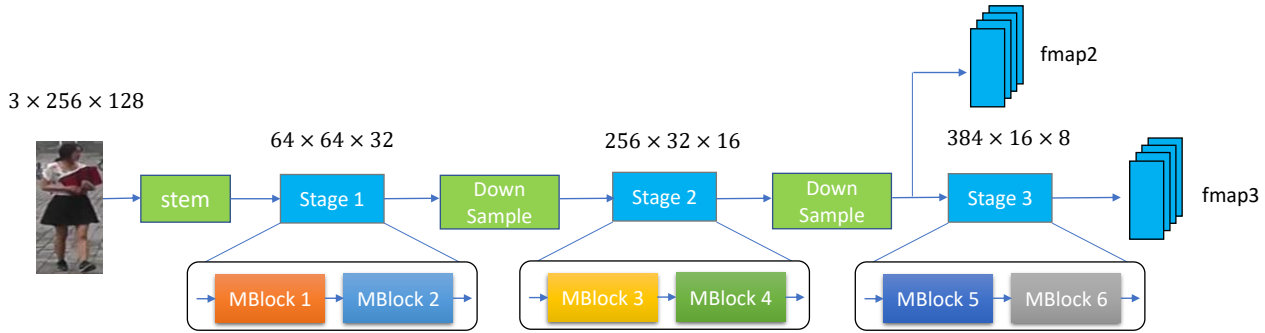 fmap2
3 × 256 × 128
64 × 64 × 32
256 × 32 × 16
384 × 16 × 8
stem
Stage 1
Down
Sample
Stage 2
Down
Sample
Stage 3
fmap3
MBlock 1
MBlock 2
MBlock 3
MBlock 4
MBlock 5
MBlock 6